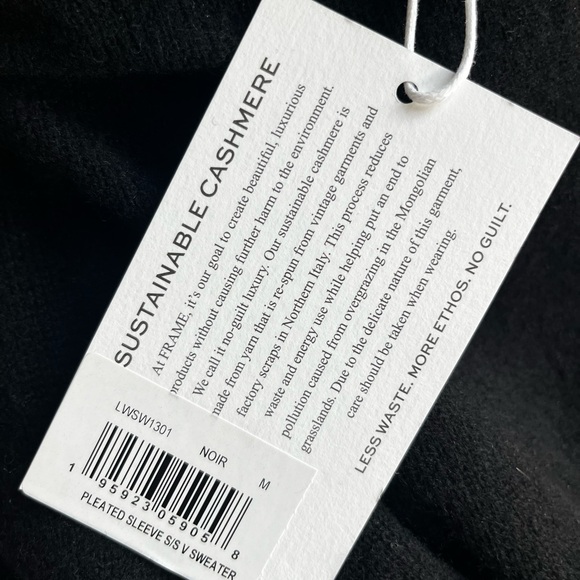 SUSTAINABLE CASHMERE
At FRAME, it's our goal to create beautiful, luxurious
products without causing further harm to the environment.
We call it no-guilt luxury. Our sustainable cashmere is
made from yarn that is re-spun from vintage garments and
factory scraps in Northern Italy. This process reduces
waste and energy use while helping put an end to
pollution caused from overgrazing in the Mongolian
grasslands. Due to the delicate nature of this garment,
care should be taken when wearing.
LESS WASTE. MORE ETHOS. NO GUILT.
LWSW1301
NOIR M
1 95923 05905 8
PLEATED SLEEVE S/S V SWEATER